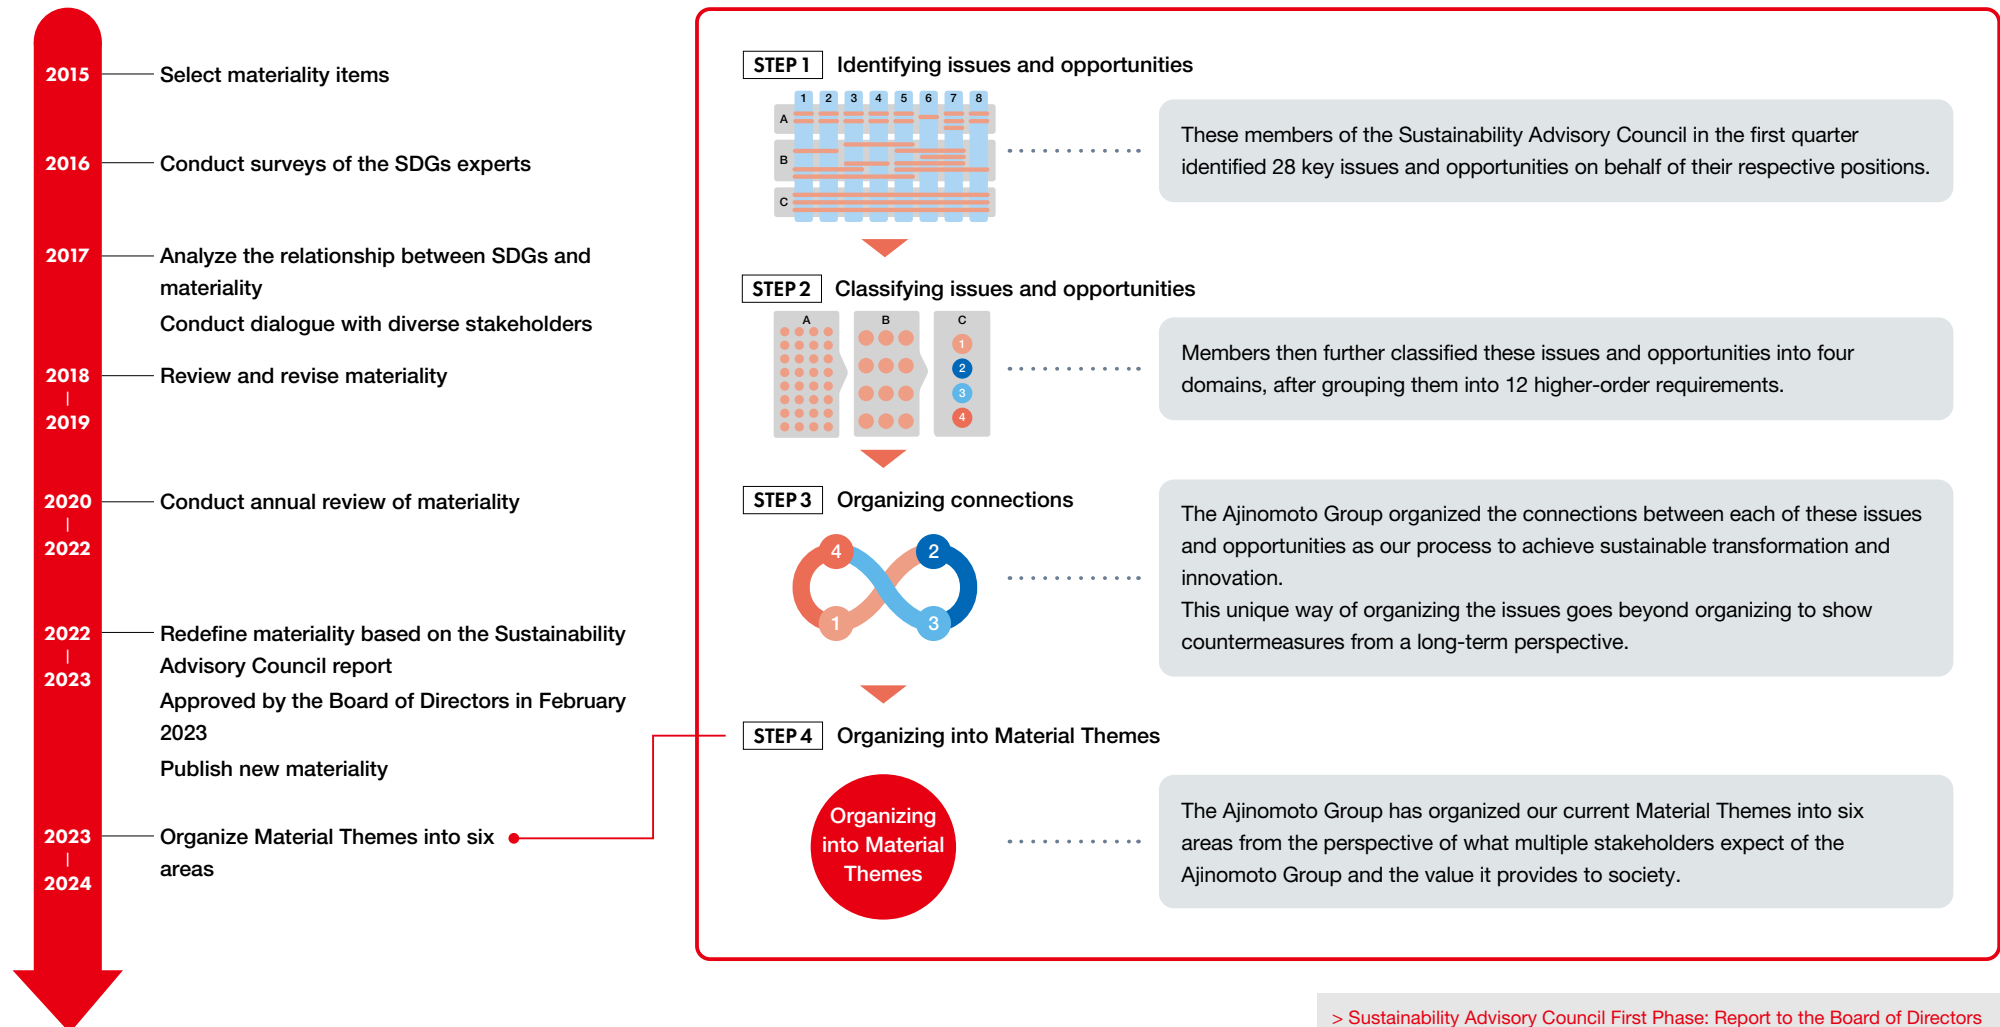 2015
Select materiality items
2016
Conduct surveys of the SDGs experts
2017
Analyze the relationship between SDGs and
materiality
Conduct dialogue with diverse stakeholders
2018
|
2019
Review and revise materiality
2020
|
2022
Conduct annual review of materiality
2022
|
2023
Redefine materiality based on the Sustainability
Advisory Council report
Approved by the Board of Directors in February
2023
Publish new materiality
2023
|
2024
Organize Material Themes into six
areas
STEP 1 Identifying issues and opportunities
1 2 3 4 5 6 7 8
A
B
C
These members of the Sustainability Advisory Council in the first quarter
identified 28 key issues and opportunities on behalf of their respective positions.
STEP 2 Classifying issues and opportunities
A B C
1
2
3
4
Members then further classified these issues and opportunities into four
domains, after grouping them into 12 higher-order requirements.
STEP 3 Organizing connections
4 2
1 3
The Ajinomoto Group organized the connections between each of these issues
and opportunities as our process to achieve sustainable transformation and
innovation.
This unique way of organizing the issues goes beyond organizing to show
countermeasures from a long-term perspective.
STEP 4 Organizing into Material Themes
Organizing
into Material
Themes
The Ajinomoto Group has organized our current Material Themes into six
areas from the perspective of what multiple stakeholders expect of the
Ajinomoto Group and the value it provides to society.
> Sustainability Advisory Council First Phase: Report to the Board of Directors